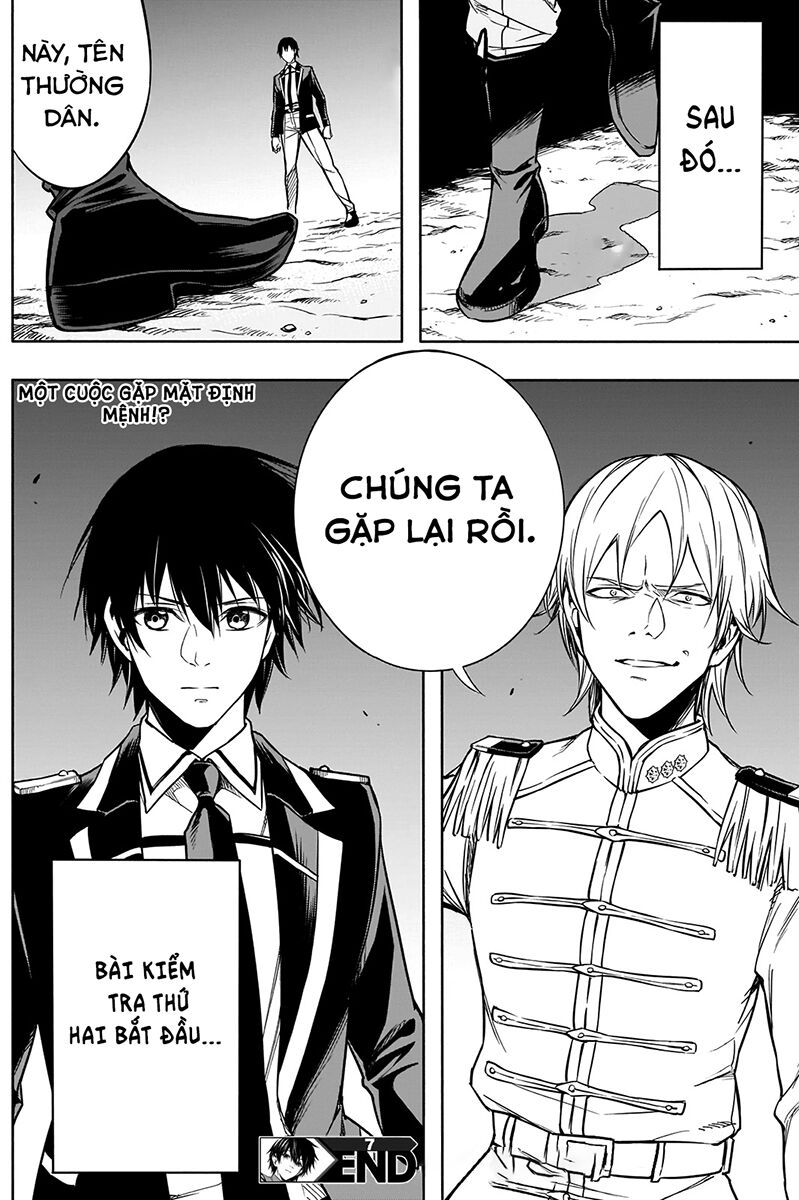 NÀY, TÊN
THƯỜNG
DÂN.
SAU
ĐÓ...
MỘT CUỘC GẶP MẶT ĐỊNH
MỆNH!?
CHÚNG TA
GẶP LẠI RỒI.
BÀI KIỂM
TRA THỨ
HAI BẮT ĐẦU...
7
END